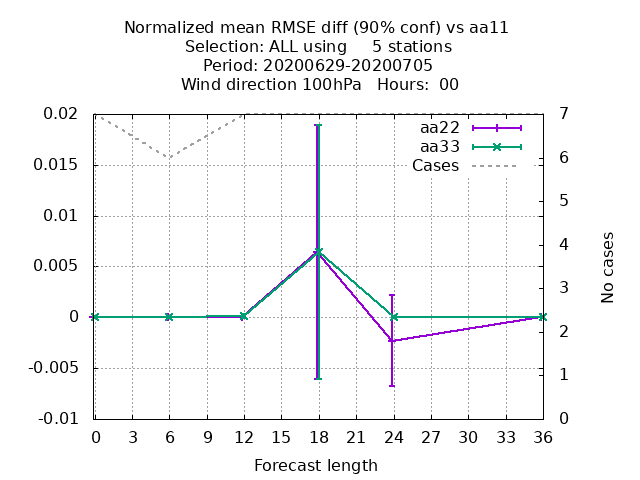 Normalized mean RMSE diff (90% conf) vs aa11
Selection: ALL using     5 stations
Period: 20200629-20200705
Wind direction 100hPa   Hours:  00
0.02
0.015
0.01
0.005
0
-0.005
-0.01
7
6
5
4
3
2
1
0
aa22
aa33
Cases
No cases
0 3 6 9 12 15 18 21 24 27 30 33 36
Forecast length